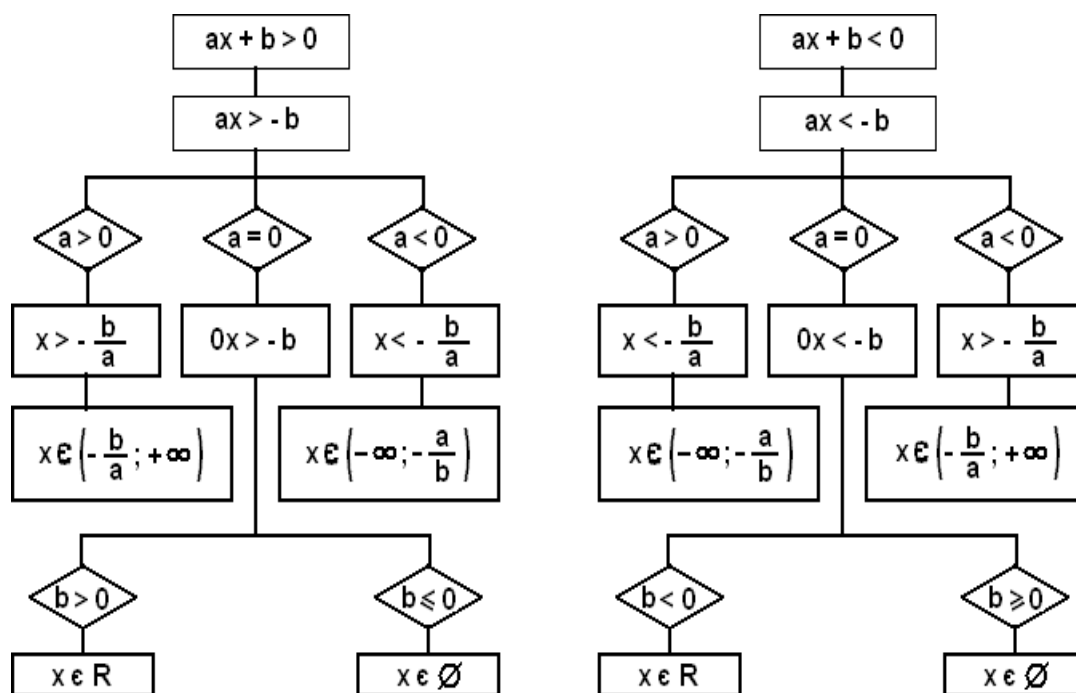 ax + b > 0
ax > - b
a > 0
a = 0
a < 0
x > - b/a
0x > - b
x < - b/a
x ϵ (- b/a ; + ∞)
x ϵ (- ∞ ; - a/b)
b > 0
b ⩽ 0
x ϵ R
x ϵ Ø
ax + b < 0
ax < - b
a > 0
a = 0
a < 0
x < - b/a
0x < - b
x > - b/a
x ϵ (- ∞ ; - a/b)
x ϵ (- b/a ; + ∞)
b < 0
b ⩾ 0
x ϵ R
x ϵ Ø